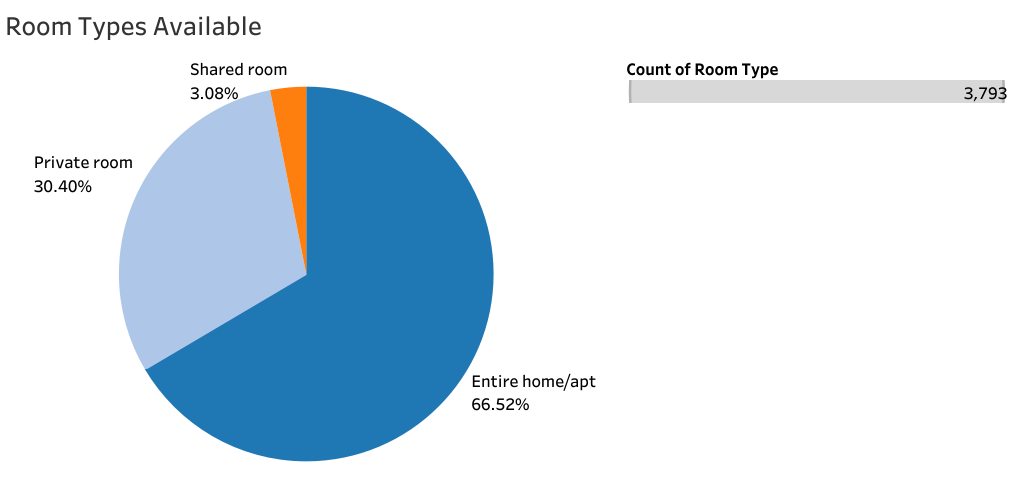 Room Types Available
Shared room
3.08%
Count of Room Type
3,793
Private room
30.40%
Entire home/apt
66.52%